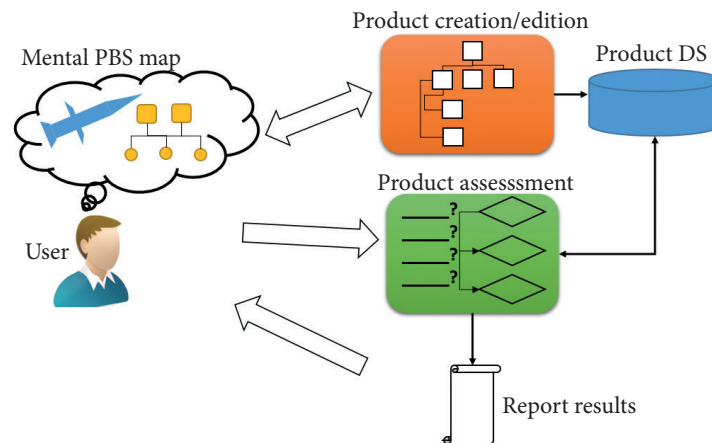 Product creation/edition
Mental PBS map
Product DS
Product assesssment
?
?
?
?
User
Report results